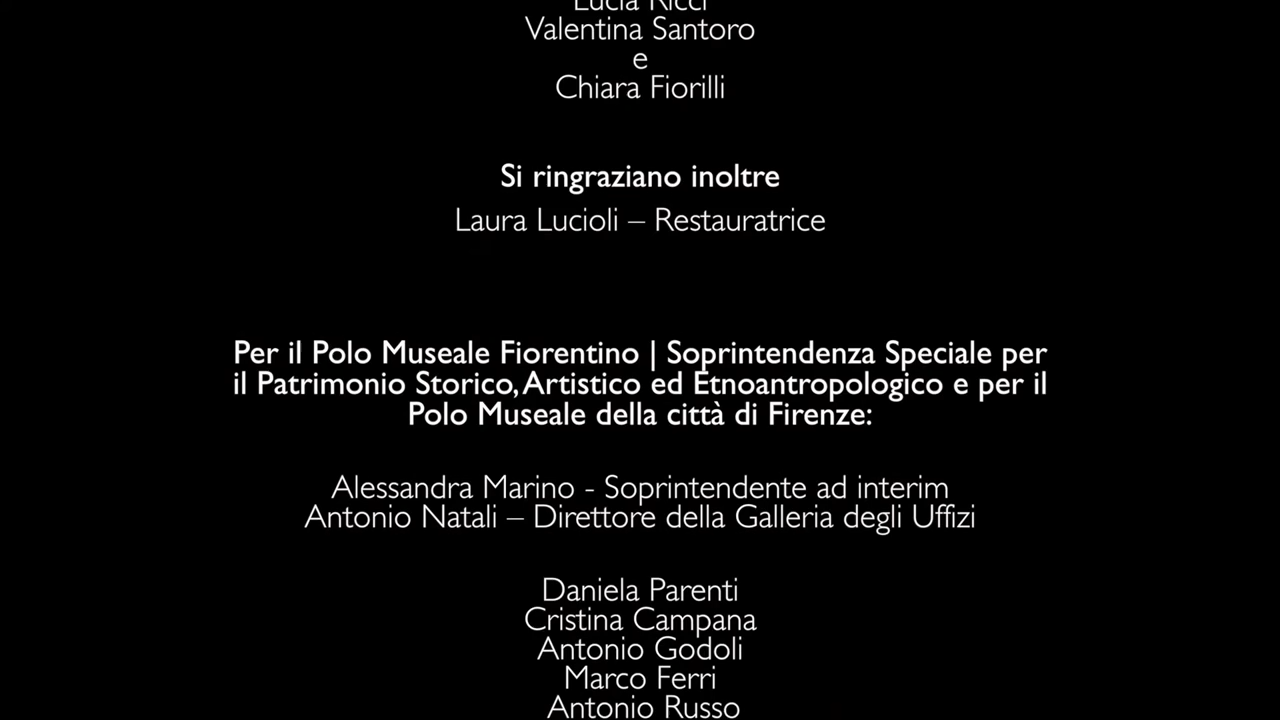 Lucia Ricci
Valentina Santoro
e
Chiara Fiorilli
Si ringraziano inoltre
Laura Lucioli – Restauratrice
Per il Polo Museale Fiorentino | Soprintendenza Speciale per
il Patrimonio Storico, Artistico ed Etnoantropologico e per il
Polo Museale della città di Firenze:
Alessandra Marino - Soprintendente ad interim
Antonio Natali – Direttore della Galleria degli Uffizi
Daniela Parenti
Cristina Campana
Antonio Godoli
Marco Ferri
Antonio Russo